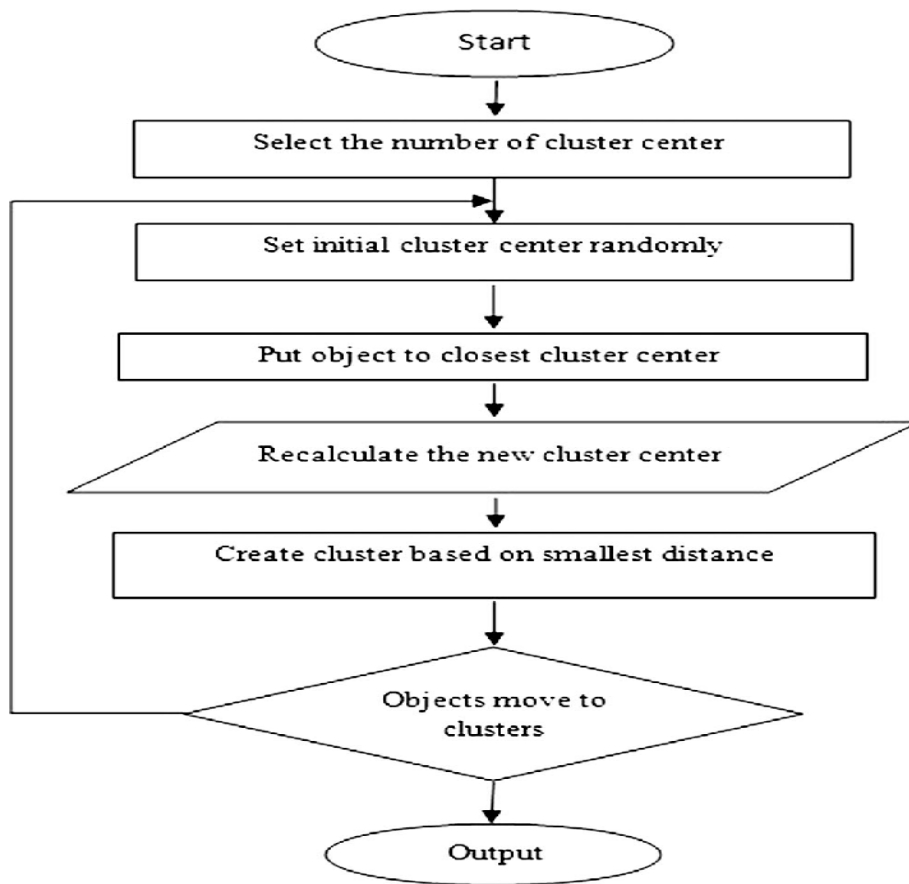 Start
Select the number of cluster center
Set initial cluster center randomly
Put object to closest cluster center
Recalculate the new cluster center
Create cluster based on smallest distance
Objects move to
clusters
Output